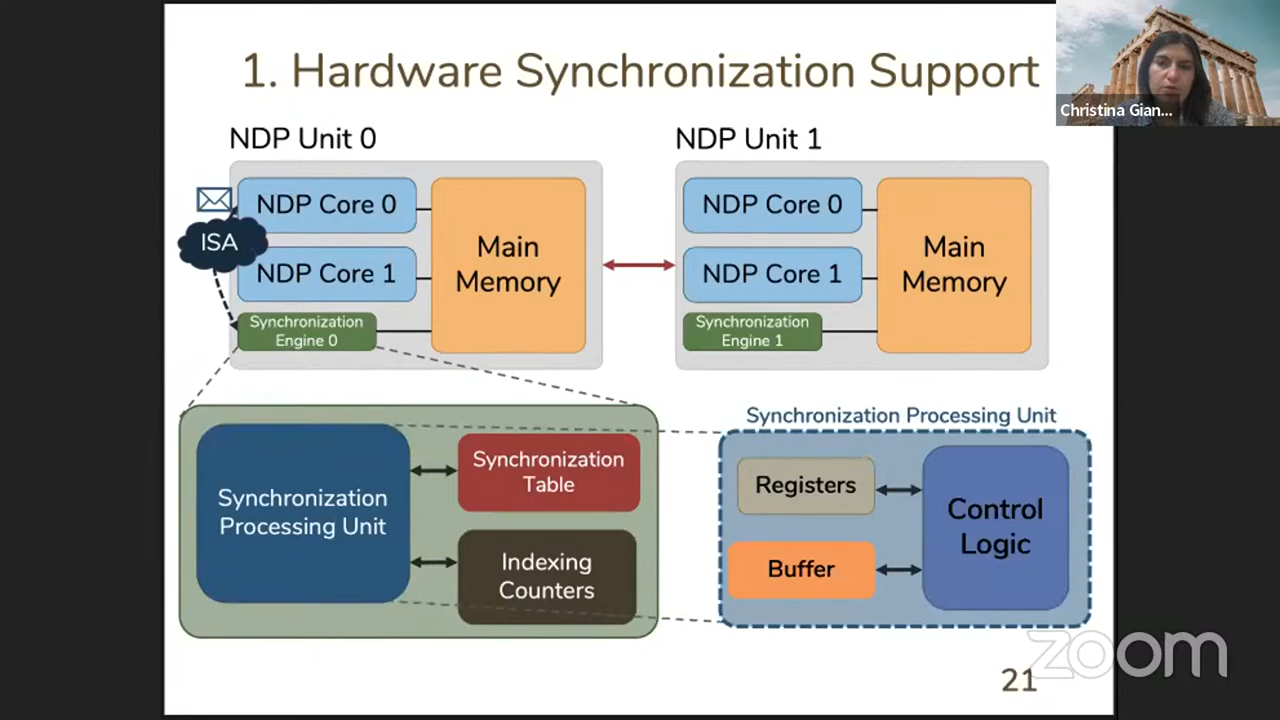 1. Hardware Synchronization Support
Christina Gian...
NDP Unit 0
NDP Unit 1
NDP Core 0
ISA
NDP Core 1
Synchronization
Engine 0
Main
Memory
NDP Core 0
NDP Core 1
Synchronization
Engine 1
Main
Memory
Synchronization
Processing Unit
Synchronization
Table
Indexing
Counters
Synchronization Processing Unit
Registers
Buffer
Control
Logic
zoom
21